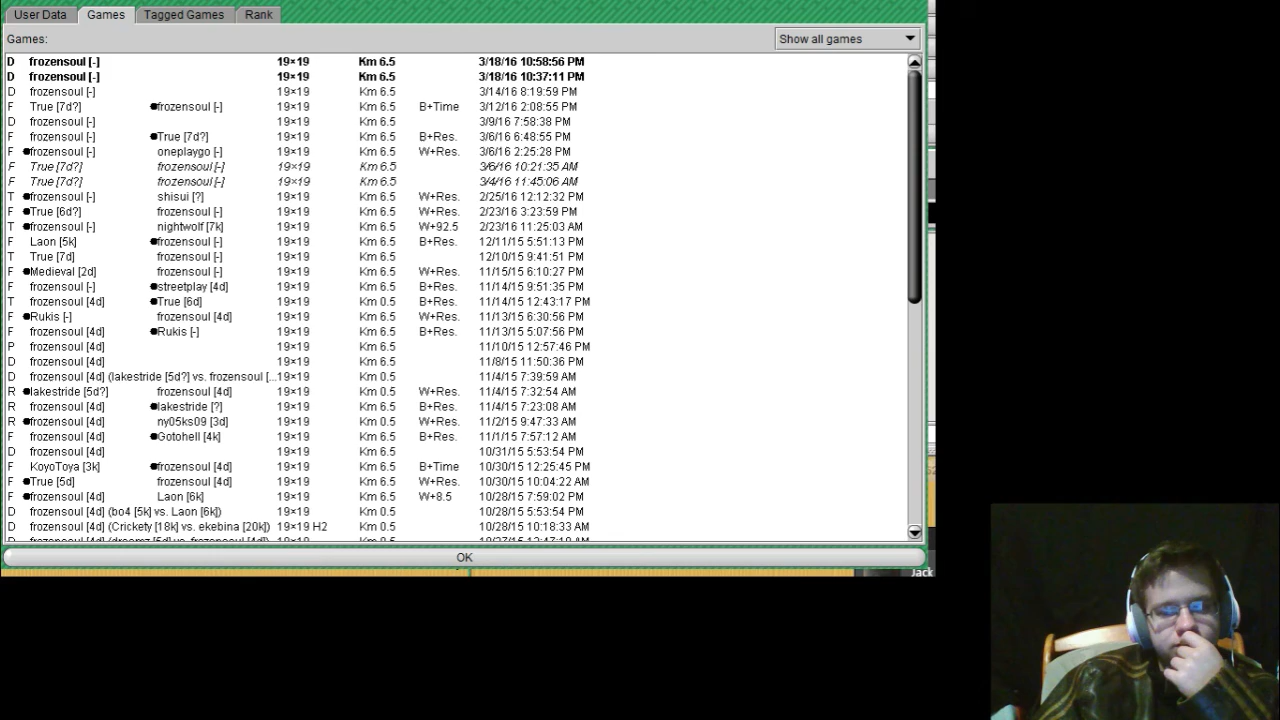 User Data Games Tagged Games Rank
Games: Show all games
D frozensoul [-] 19×19 Km 6.5 3/18/16 10:58:56 PM
D frozensoul [-] 19×19 Km 6.5 3/18/16 10:37:11 PM
D frozensoul [-] 19×19 Km 6.5 3/14/16 8:19:59 PM
F True [7d?] frozensoul [-] 19×19 Km 6.5 B+Time 3/12/16 2:08:55 PM
D frozensoul [-] 19×19 Km 6.5 3/9/16 7:58:38 PM
F frozensoul [-] True [7d?] 19×19 Km 6.5 B+Res. 3/6/16 6:48:55 PM
F frozensoul [-] oneplaygo [-] 19×19 Km 6.5 W+Res. 3/6/16 2:25:28 PM
F True [7d?] frozensoul [-] 19×19 Km 6.5 3/6/16 10:21:35 AM
F True [7d?] frozensoul [-] 19×19 Km 6.5 3/4/16 11:45:06 AM
T frozensoul [-] shisui [?] 19×19 Km 6.5 W+Res. 2/25/16 12:12:32 PM
F True [6d?] frozensoul [-] 19×19 Km 6.5 W+Res. 2/23/16 3:23:59 PM
T frozensoul [-] nightwolf [7k] 19×19 Km 6.5 W+92.5 2/23/16 11:25:03 AM
F Laon [5k] frozensoul [-] 19×19 Km 6.5 B+Res. 12/11/15 5:51:13 PM
T True [7d] frozensoul [-] 19×19 Km 6.5 12/10/15 9:41:51 PM
F Medieval [2d] frozensoul [-] 19×19 Km 6.5 W+Res. 11/15/15 6:10:27 PM
F frozensoul [-] streetplay [4d] 19×19 Km 6.5 B+Res. 11/14/15 9:51:35 PM
T frozensoul [4d] True [6d] 19×19 Km 0.5 B+Res. 11/14/15 12:43:17 PM
F Rukis [-] frozensoul [4d] 19×19 Km 6.5 W+Res. 11/13/15 6:30:56 PM
F frozensoul [4d] Rukis [-] 19×19 Km 6.5 B+Res. 11/13/15 5:07:56 PM
P frozensoul [4d] 19×19 Km 6.5 11/10/15 12:57:46 PM
D frozensoul [4d] 19×19 Km 6.5 11/8/15 11:50:36 PM
D frozensoul [4d] (lakestride [5d?] vs. frozensoul [... 19×19 Km 0.5 11/4/15 7:39:59 AM
R lakestride [5d?] frozensoul [4d] 19×19 Km 0.5 W+Res. 11/4/15 7:32:54 AM
R frozensoul [4d] lakestride [?] 19×19 Km 0.5 B+Res. 11/4/15 7:23:08 AM
R frozensoul [4d] ny05ks09 [3d] 19×19 Km 0.5 W+Res. 11/2/15 9:47:33 AM
F frozensoul [4d] Gotohell [4k] 19×19 Km 6.5 B+Res. 11/1/15 7:57:12 AM
D frozensoul [4d] 19×19 Km 6.5 10/31/15 5:53:54 PM
F KoyoToya [3k] frozensoul [4d] 19×19 Km 6.5 B+Time 10/30/15 12:25:45 PM
F True [5d] frozensoul [4d] 19×19 Km 6.5 W+Res. 10/30/15 10:04:22 AM
F frozensoul [4d] Laon [6k] 19×19 Km 6.5 W+8.5 10/28/15 7:59:02 PM
D frozensoul [4d] (bo4 [5k] vs. Laon [6k]) 19×19 Km 0.5 10/28/15 5:53:54 PM
D frozensoul [4d] (Crickety [18k] vs. ekebina [20k]) 19×19 H2 Km 0.5 10/28/15 10:18:33 AM
OK
Jack